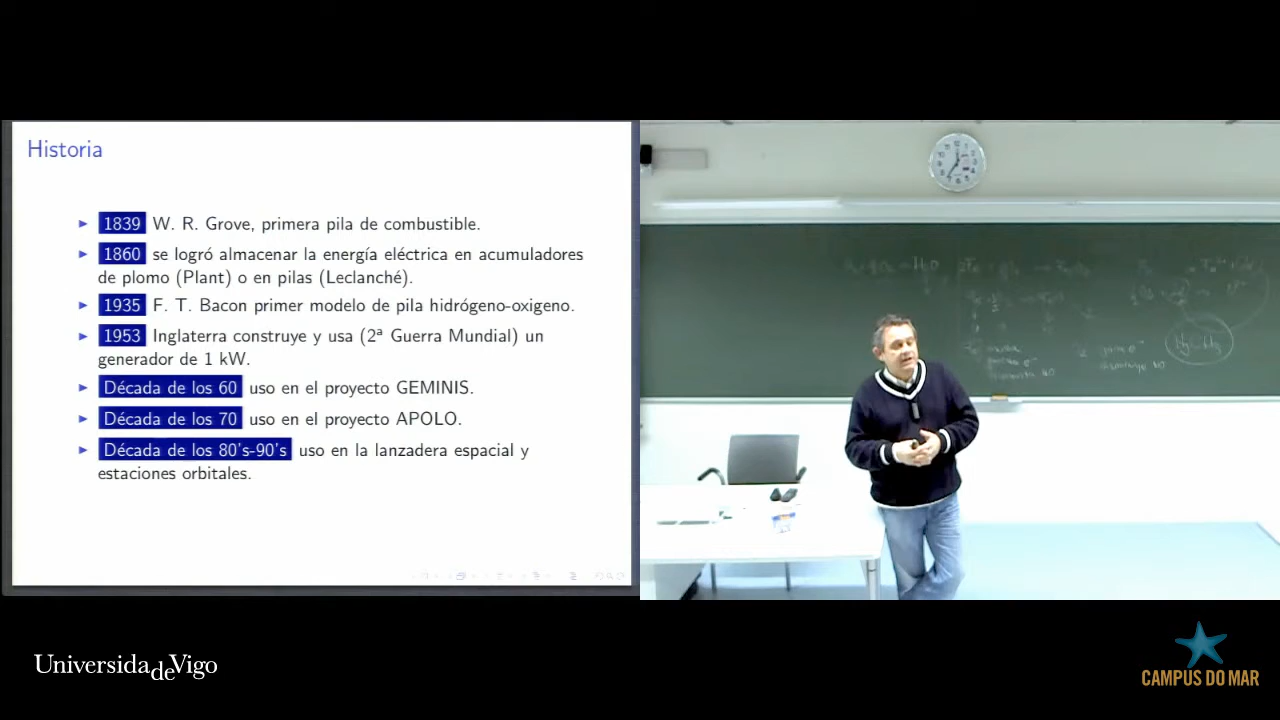 Historia
1839 W. R. Grove, primera pila de combustible.
1860 se logró almacenar la energía eléctrica en acumuladores
de plomo (Plant) o en pilas (Leclanché).
1935 F. T. Bacon primer modelo de pila hidrógeno-oxigeno.
1953 Inglaterra construye y usa (2ª Guerra Mundial) un
generador de 1 kW.
Década de los 60 uso en el proyecto GEMINIS.
Década de los 70 uso en el proyecto APOLO.
Década de los 80's-90's uso en la lanzadera espacial y
estaciones orbitales.
UniversidadeVigo
CAMPUS DO MAR